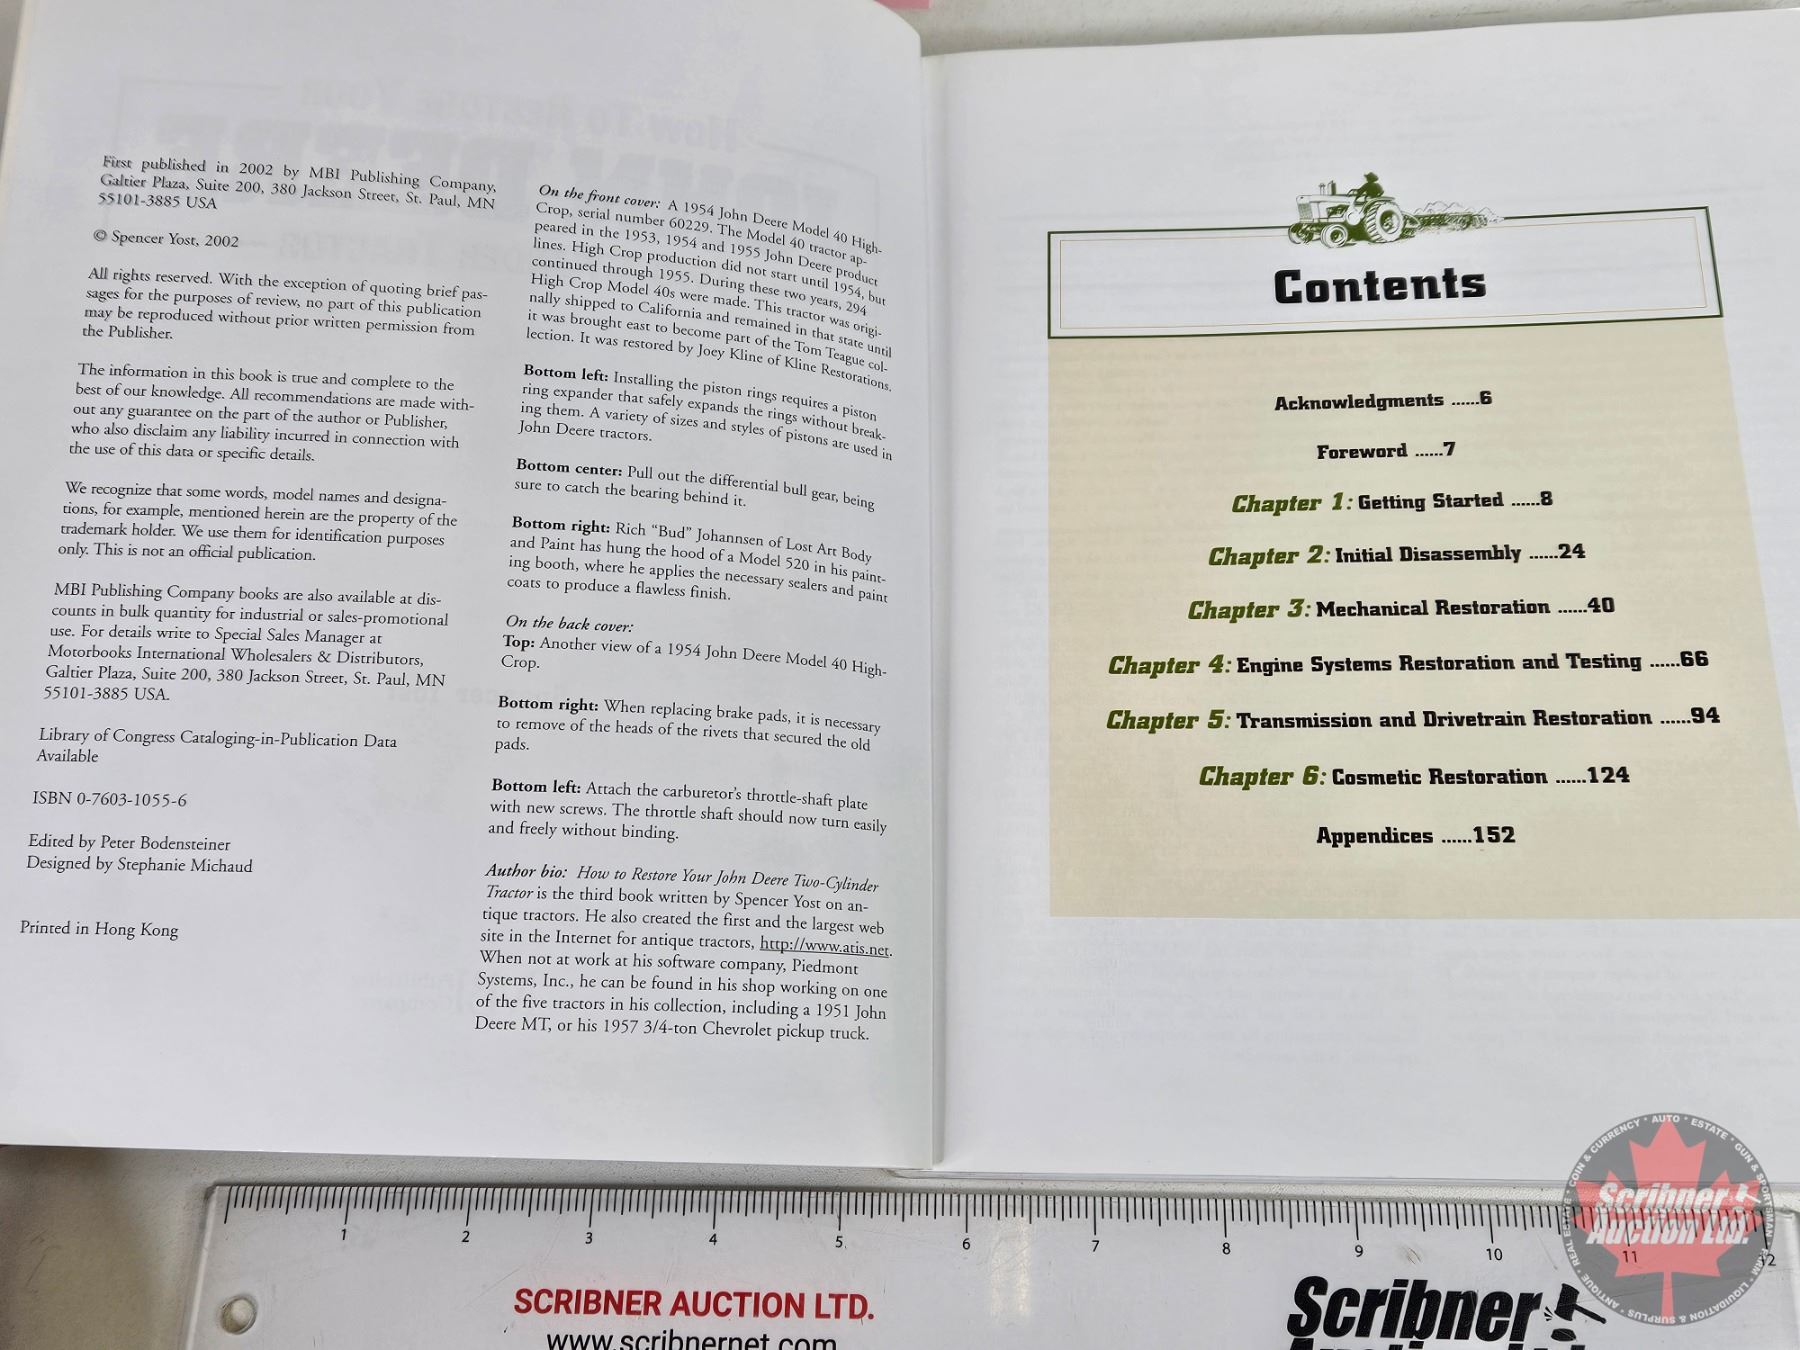 First published in 2002 by MBI Publishing Company,
Galtier Plaza, Suite 200, 380 Jackson Street, St. Paul, MN
55101-3885 USA
© Spencer Yost, 2002
All rights reserved. With the exception of quoting brief pas-
sages for the purposes of review, no part of this publication
may be reproduced without prior written permission from
the Publisher.
The information in this book is true and complete to the
best of our knowledge. All recommendations are made with-
out any guarantee on the part of the author or Publisher,
who also disclaim any liability incurred in connection with
the use of this data or specific details.
We recognize that some words, model names and designa-
tions, for example, mentioned herein are the property of the
trademark holder. We use them for identification purposes
only. This is not an official publication.
MBI Publishing Company books are also available at dis-
counts in bulk quantity for industrial or sales-promotional
use. For details write to Special Sales Manager at
Motorbooks International Wholesalers & Distributors,
Galtier Plaza, Suite 200, 380 Jackson Street, St. Paul, MN
55101-3885 USA.
Library of Congress Cataloging-in-Publication Data
Available
ISBN 0-7603-1055-6
Edited by Peter Bodensteiner
Designed by Stephanie Michaud
Printed in Hong Kong
On the front cover: A 1954 John Deere Model 40 High-
Crop, serial number 60229. The Model 40 tractor ap-
peared in the 1953, 1954 and 1955 John Deere product
lines. High Crop production did not start until 1954, but
continued through 1955. During these two years, 294
High Crop Model 40s were made. This tractor was origi-
nally shipped to California and remained in that state until
it was brought east to become part of the Tom Teague col-
lection. It was restored by Joey Kline of Kline Restorations.
Bottom left: Installing the piston rings requires a piston
ring expander that safely expands the rings without break-
ing them. A variety of sizes and styles of pistons are used in
John Deere tractors.
Bottom center: Pull out the differential bull gear, being
sure to catch the bearing behind it.
Bottom right: Rich "Bud" Johannsen of Lost Art Body
and Paint has hung the hood of a Model 520 in his paint-
ing booth, where he applies the necessary sealers and paint
coats to produce a flawless finish.
On the back cover:
Top: Another view of a 1954 John Deere Model 40 High-
Crop.
Bottom right: When replacing brake pads, it is necessary
to remove of the heads of the rivets that secured the old
pads.
Bottom left: Attach the carburetor's throttle-shaft plate
with new screws. The throttle shaft should now turn easily
and freely without binding.
Author bio: How to Restore Your John Deere Two-Cylinder
Tractor is the third book written by Spencer Yost on an-
tique tractors. He also created the first and the largest web
site in the Internet for antique tractors, http://www.atis.net.
When not at work at his software company, Piedmont
Systems, Inc., he can be found in his shop working on one
of the five tractors in his collection, including a 1951 John
Deere MT, or his 1957 3/4-ton Chevrolet pickup truck.
Contents
Acknowledgments ......6
Foreword ......7
Chapter 1: Getting Started ......8
Chapter 2: Initial Disassembly ......24
Chapter 3: Mechanical Restoration ......40
Chapter 4: Engine Systems Restoration and Testing ......66
Chapter 5: Transmission and Drivetrain Restoration ......94
Chapter 6: Cosmetic Restoration ......124
Appendices ......152
1 2 3 4 5 6 7 8 9 10 11 12
SCRIBNER AUCTION LTD.
www.scribnernet.com
Scribner
Auction Ltd.
COIN & CURRENCY • AUTO • ESTATE • GUN & SPORTSMAN • FARM • LIQUIDATION & SURPLUS • ANTIQUE • REAL ESTATE
Scribner
Auction Ltd.